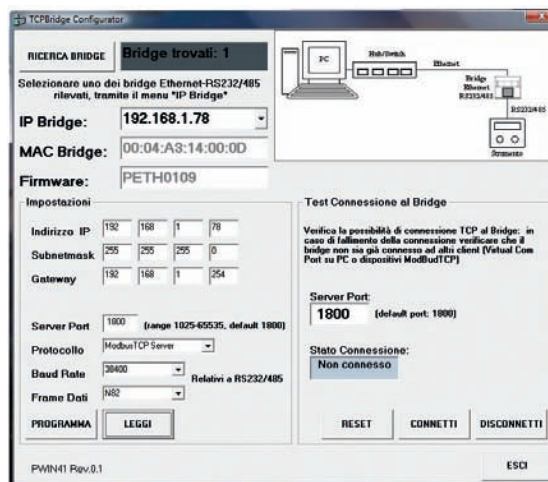 TCPBridge Configurator
RICERCA BRIDGE
Bridge trovati: 1
Selezionare uno dei bridge Ethernet-RS232/485
rilevati, tramite il menu "IP Bridge"
IP Bridge: 192.168.1.78
MAC Bridge: 00:04:A3:14:00:0D
Firmware: PETH0109
PC
Hub/Switch
Ethernet
Bridge
Ethernet
RS232/485
RS232/485
Strumento
Impostazioni
Indirizzo IP 192 168 1 78
Subnetmask 255 255 255 0
Gateway 192 168 1 254
Server Port 1800 (range 1025-65535, default 1800)
Protocollo ModbusTCP Server
Baud Rate 38400
Relativi a RS232/485
Frame Dati N82
PROGRAMMA LEGGI
Test Connessione al Bridge
Verifica la possibilità di connessione TCP al Bridge: in
caso di fallimento della connessione verificare che il
bridge non sia già connesso ad altri client (Virtual Com
Port su PC o dispositivi ModBudTCP)
Server Port:
1800 (default port: 1800)
Stato Connessione:
Non connesso
RESET CONNETTI DISCONNETTI
PWIN41 Rev.0.1
ESCI